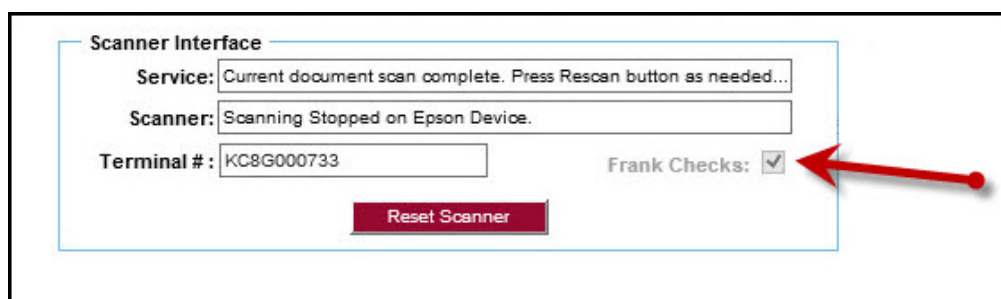 Scanner Interface
Service: Current document scan complete. Press Rescan button as needed...
Scanner: Scanning Stopped on Epson Device.
Terminal # : KC8G000733 Frank Checks:
Reset Scanner